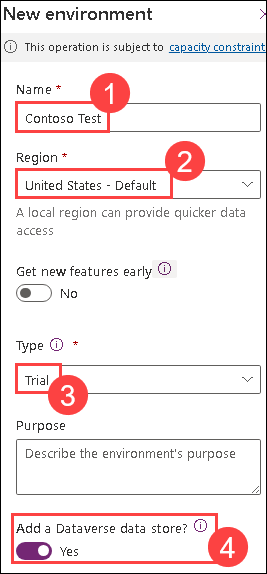 New environment
This operation is subject to capacity constraint
Name *
1
Contoso Test
Region *
2
United States - Default
A local region can provide quicker data
access
Get new features early
No
Type *
Trial
3
Purpose
Describe the environment's purpose
Add a Dataverse data store?
4
Yes